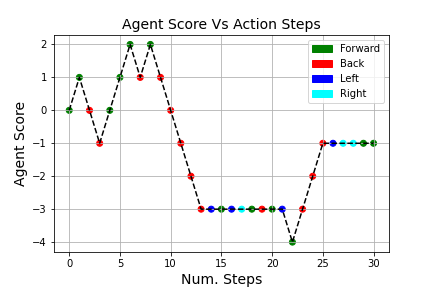 Agent Score Vs Action Steps
Agent Score
2
1
0
−1
−2
−3
−4
Forward
Back
Left
Right
0 5 10 15 20 25 30
Num. Steps